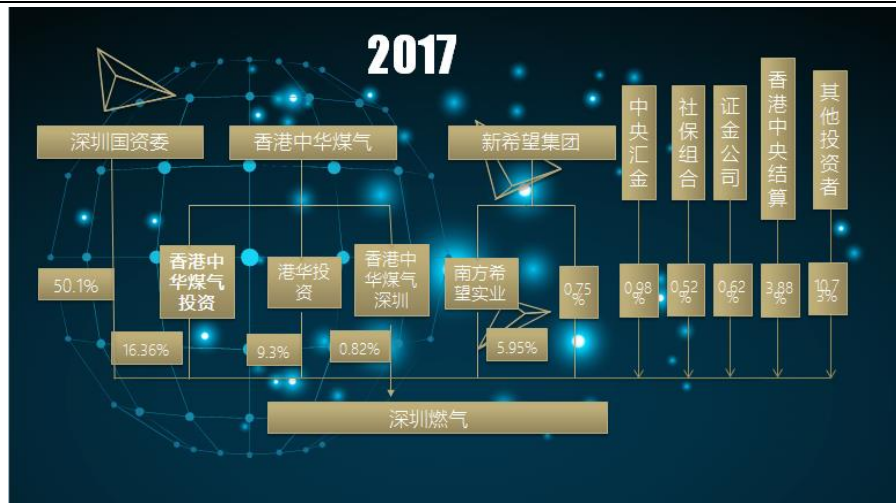 2017
深圳国资委
香港中华煤气
新希望集团
中
央
汇
金
社
保
组
合
证
金
公
司
香
港
中
央
结
算
其
他
投
资
者
50.1%
香港中
华煤气
投资
港华投
资
香港中
华煤气
深圳
南方希
望实业
0.75
%
0.98
%
0.52
%
0.62
%
3.88
%
10.7
3%
16.36%
9.3%
0.82%
5.95%
深圳燃气